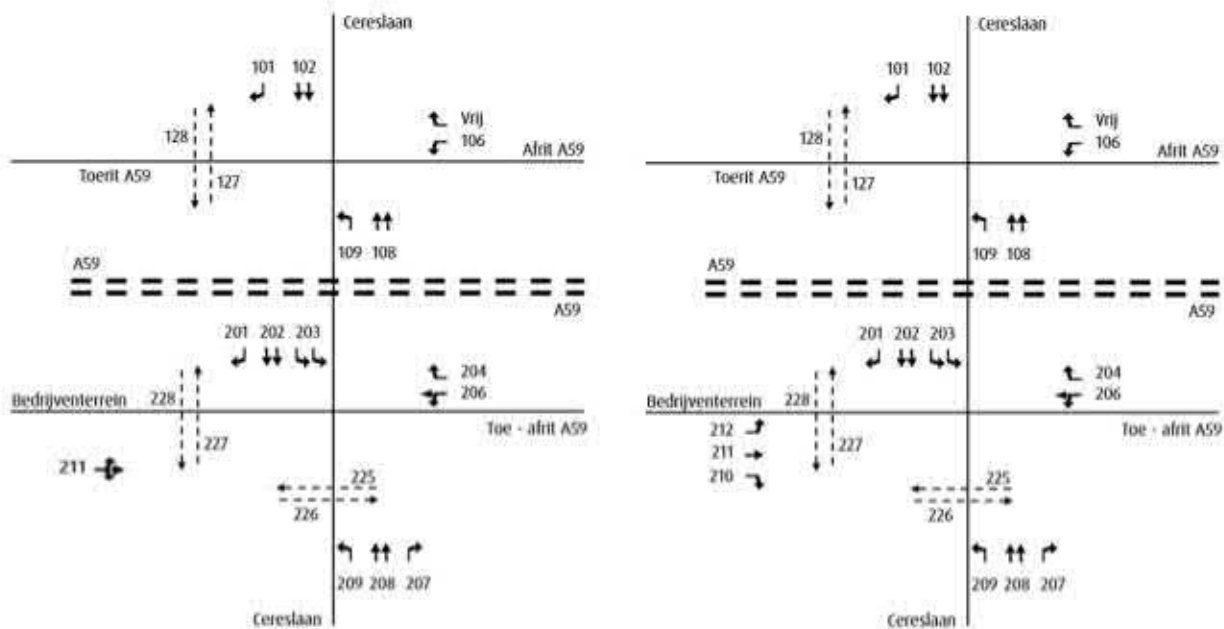 Cereslaan
101 102
Vrij
128
106
Afrit A59
Toerit A59
127
109 108
A59
A59
201 202 203
204
Bedrijventerrein
228
206
Toe - afrit A59
227
211
225
226
209 208 207
Cereslaan
Cereslaan
101 102
Vrij
128
106
Afrit A59
Toerit A59
127
109 108
A59
A59
201 202 203
204
Bedrijventerrein
228
206
212
Toe - afrit A59
211
227
210
225
226
209 208 207
Cereslaan